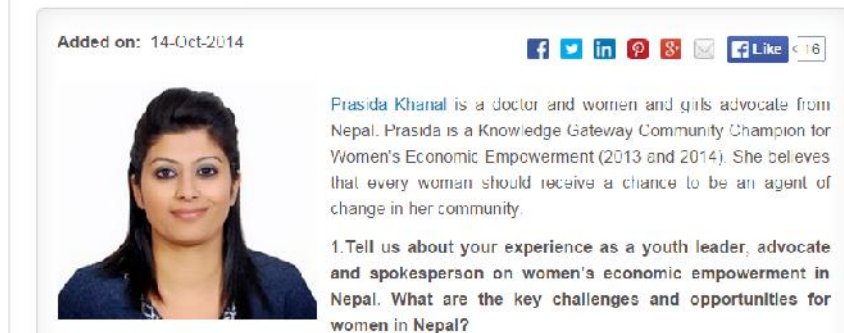 Added on: 14-Oct-2014
Like 16
Prasida Khanal is a doctor and women and girls advocate from
Nepal. Prasida is a Knowledge Gateway Community Champion for
Women's Economic Empowerment (2013 and 2014). She believes
that every woman should receive a chance to be an agent of
change in her community.
1.Tell us about your experience as a youth leader, advocate
and spokesperson on women's economic empowerment in
Nepal. What are the key challenges and opportunities for
women in Nepal?